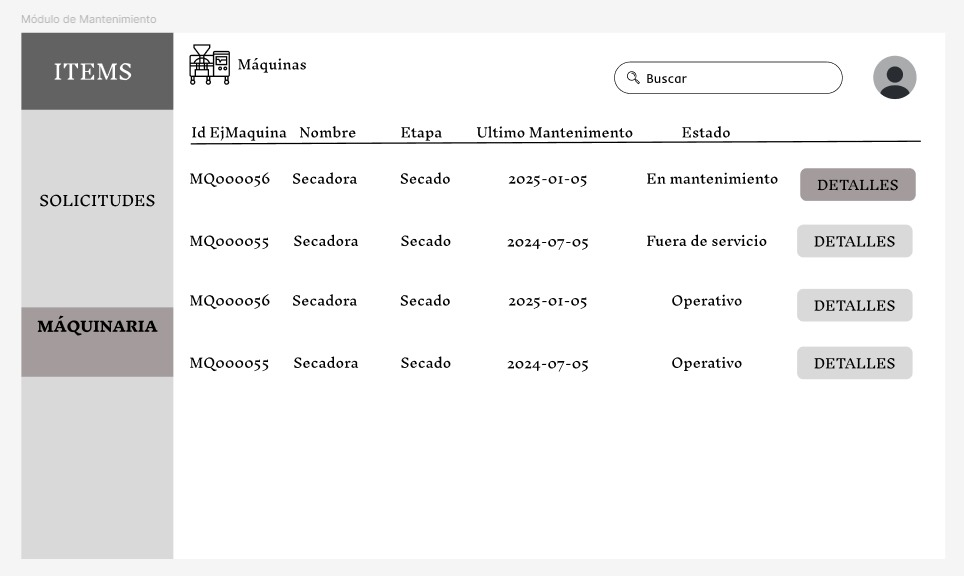 Módulo de Mantenimiento
ITEMS
Máquinas
Buscar
Id EjMaquina Nombre Etapa Ultimo Mantenimento Estado
MQ000056 Secadora Secado 2025-01-05 En mantenimiento DETALLES
SOLICITUDES
MQ000055 Secadora Secado 2024-07-05 Fuera de servicio DETALLES
MQ000056 Secadora Secado 2025-01-05 Operativo DETALLES
MÁQUINARIA
MQ000055 Secadora Secado 2024-07-05 Operativo DETALLES